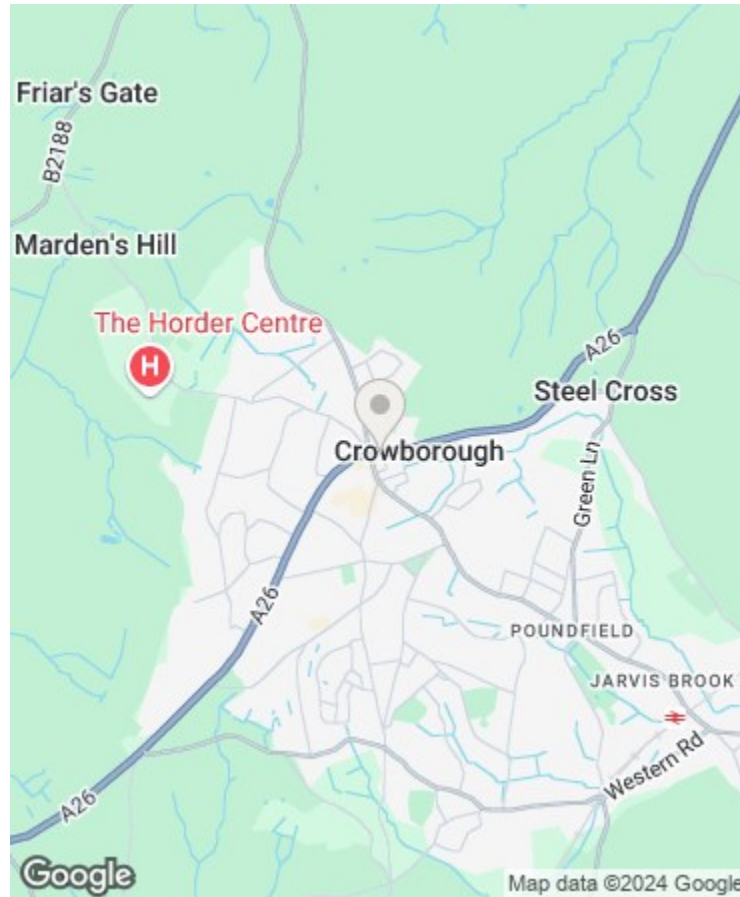 Friar's Gate
B2188
Marden's Hill
The Horder Centre
H
A26
Steel Cross
Crowborough
Green Ln
A26
POUNDFIELD
JARVIS BROOK
Western Rd
A26
Google
Map data ©2024 Google